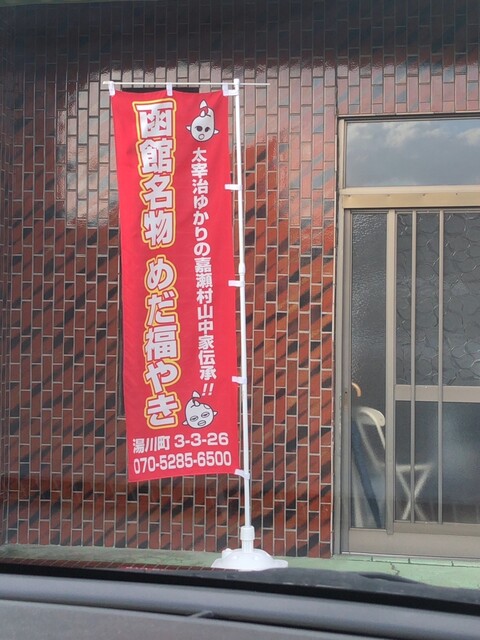 太宰治ゆかりの嘉瀬村山中家伝承!!
函館名物 めだ福やき
湯川町 3-3-26
070-5285-6500